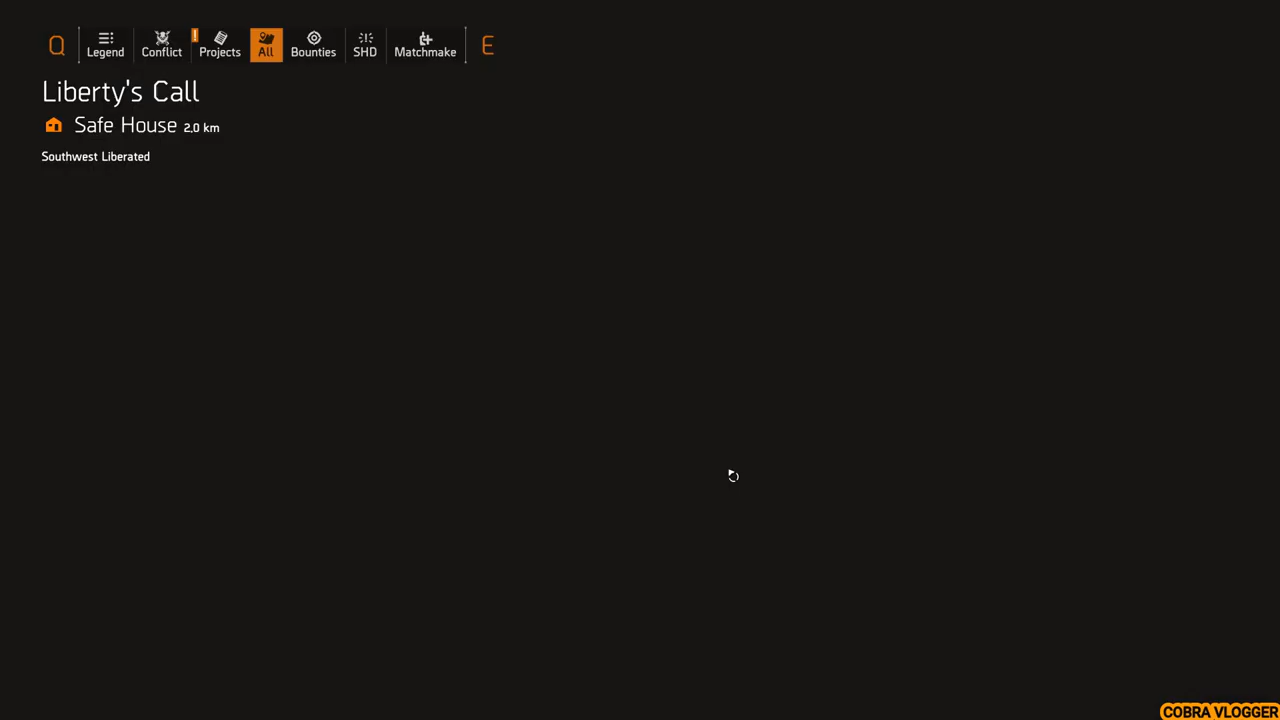 Q Legend Conflict Projects All Bounties SHD Matchmake E
Liberty's Call
Safe House 2,0 km
Southwest Liberated
COBRA VLOGGER